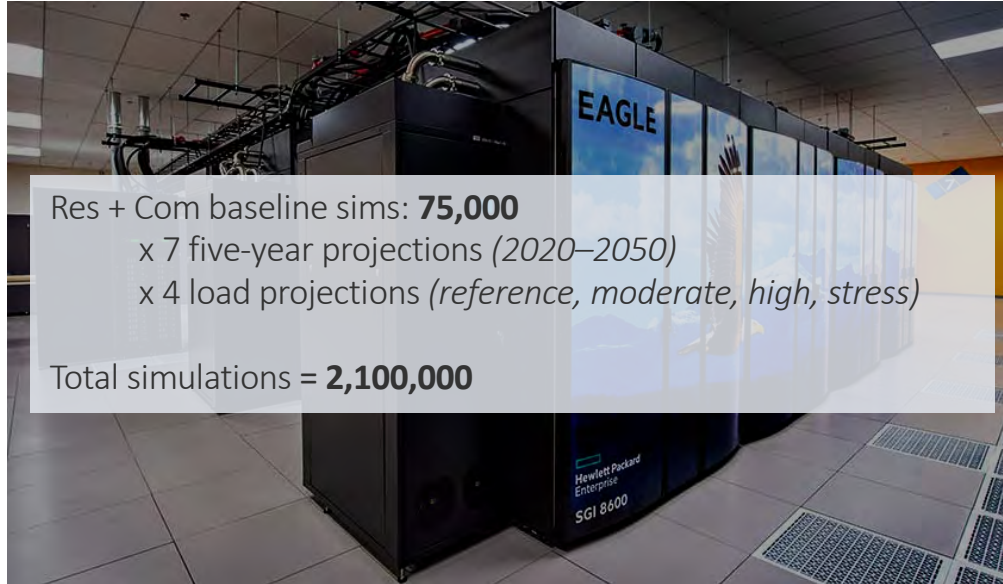 EAGLE
Res + Com baseline sims: 75,000
x 7 five-year projections (2020–2050)
x 4 load projections (reference, moderate, high, stress)
Total simulations = 2,100,000
Hewlett Packard
Enterprise
SGI 8600